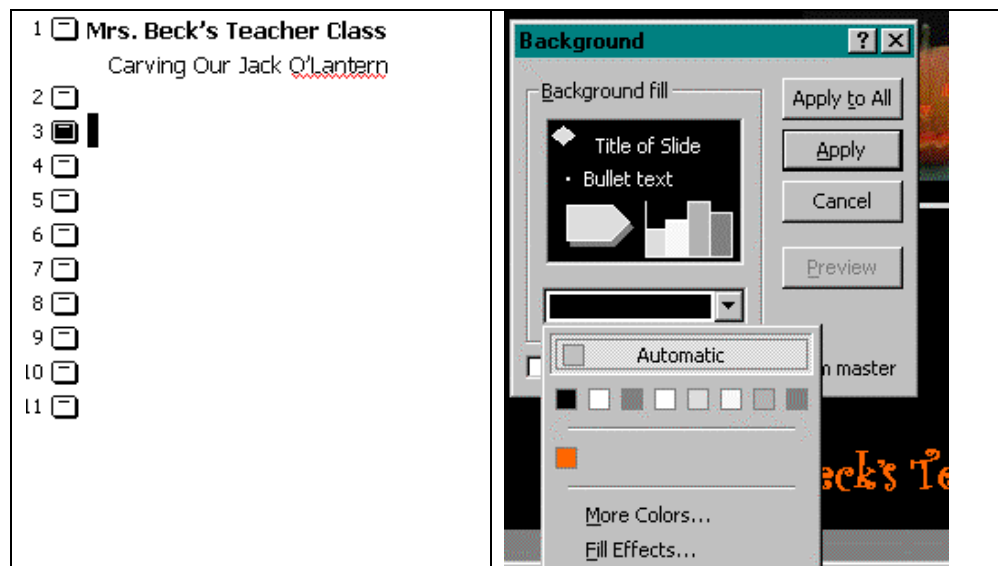 1 Mrs. Beck's Teacher Class
Carving Our Jack O'Lantern
2
3
4
5
6
7
8
9
10
11
Background
Background fill
Title of Slide
Bullet text
Apply to All
Apply
Cancel
Preview
Automatic
master
More Colors...
Fill Effects...